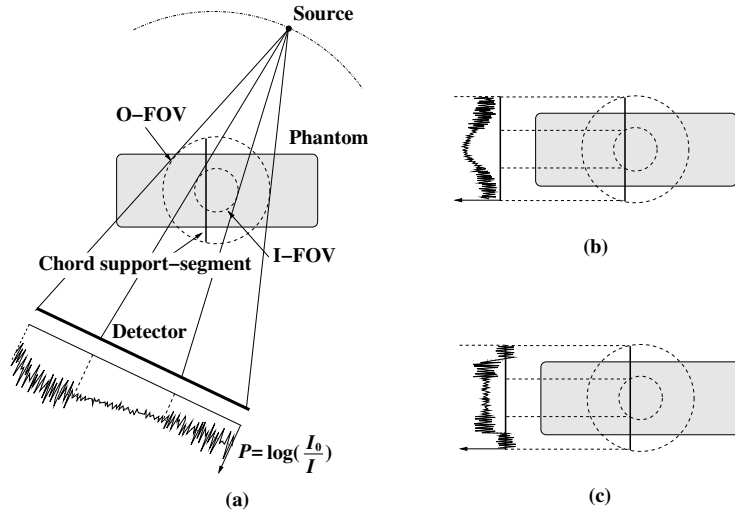 Source
O−FOV
Phantom
I−FOV
Chord support−segment
Detector
P = log(I₀/I)
(a)
(b)
(c)